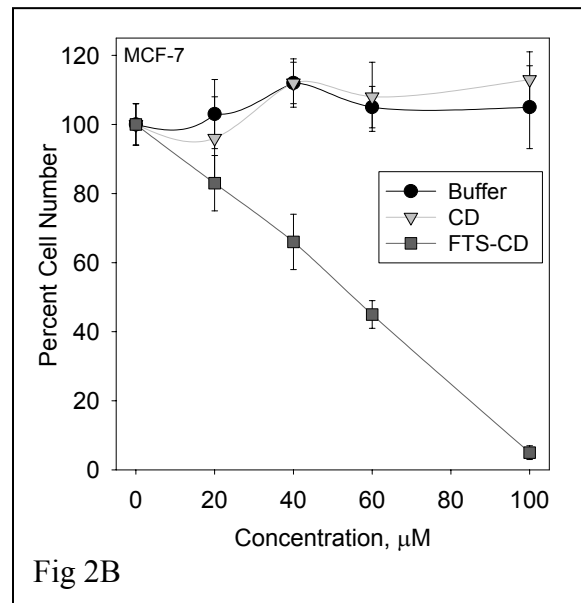 MCF-7
120
100
80
60
40
20
0
Percent Cell Number
Buffer
CD
FTS-CD
0 20 40 60 80 100
Concentration, μM
Fig 2B